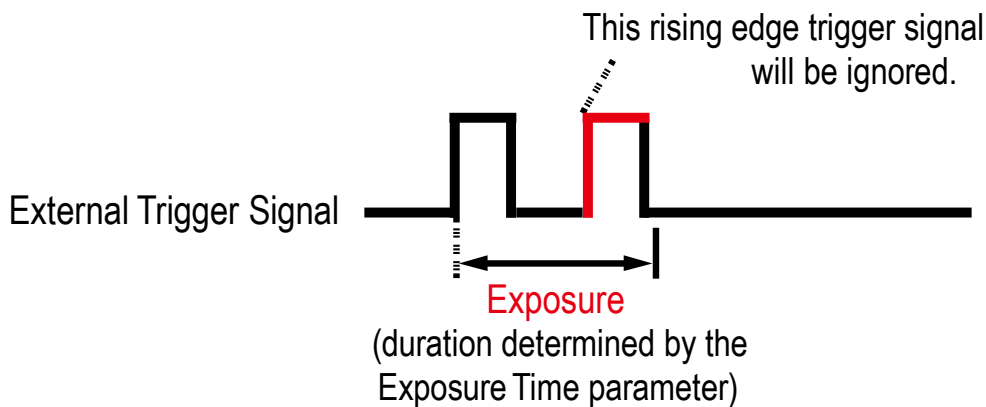 This rising edge trigger signal
will be ignored.
External Trigger Signal
Exposure
(duration determined by the
Exposure Time parameter)